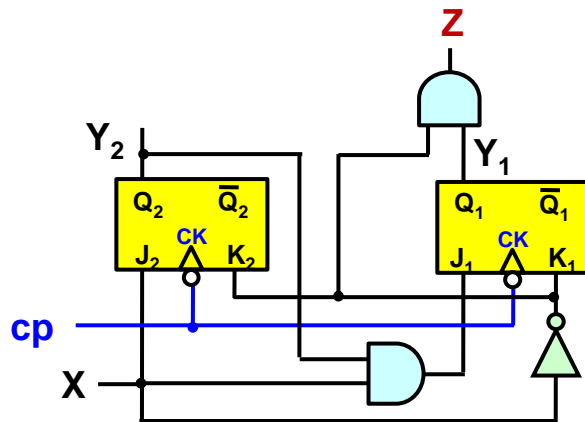 Z
Y₂
Y₁
Q₂ Q̅₂
Q₁ Q̅₁
J₂ CK K₂
J₁ CK K₁
cp
X